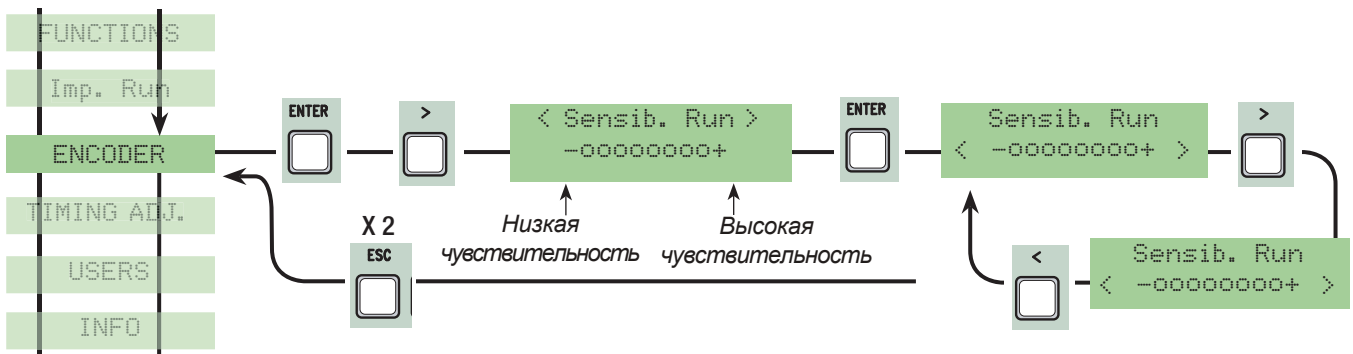 FUNCTIONS
Imp. Run
ENCODER
TIMING ADJ.
USERS
INFO
ENTER
>
< Sensib. Run >
-oooooooo+
Низкая
чувствительность
Высокая
чувствительность
ENTER
Sensib. Run
< -oooooooo+ >
>
Sensib. Run
< -oooooooo+ >
<
X 2
ESC